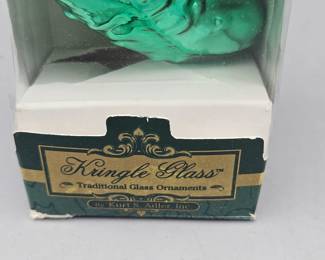 Kringle Glass™
Traditional Glass Ornaments
By Kurt S. Adler, Inc.